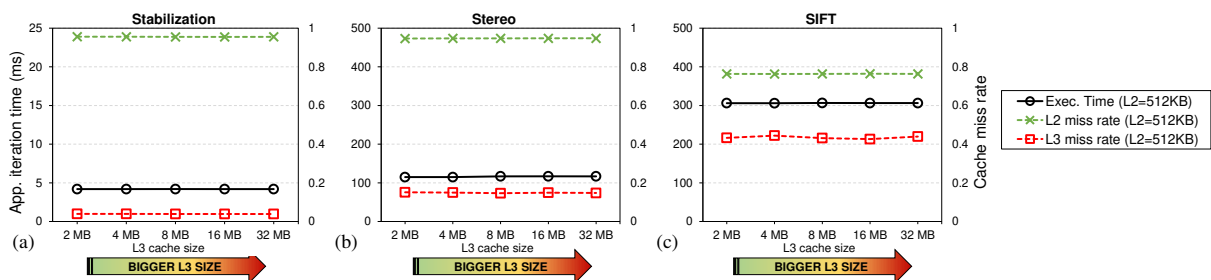 Stabilization
App. iteration time (ms)
25
20
15
10
5
0
1
0.8
0.6
0.4
0.2
0
2 MB 4 MB 8 MB 16 MB 32 MB
L3 cache size
(a)
BIGGER L3 SIZE
Stereo
500
400
300
200
100
0
1
0.8
0.6
0.4
0.2
0
2 MB 4 MB 8 MB 16 MB 32 MB
L3 cache size
(b)
BIGGER L3 SIZE
SIFT
500
400
300
200
100
0
1
0.8
0.6
0.4
0.2
0
Cache miss rate
2 MB 4 MB 8 MB 16 MB 32 MB
L3 cache size
(c)
BIGGER L3 SIZE
Exec. Time (L2=512KB)
L2 miss rate (L2=512KB)
L3 miss rate (L2=512KB)